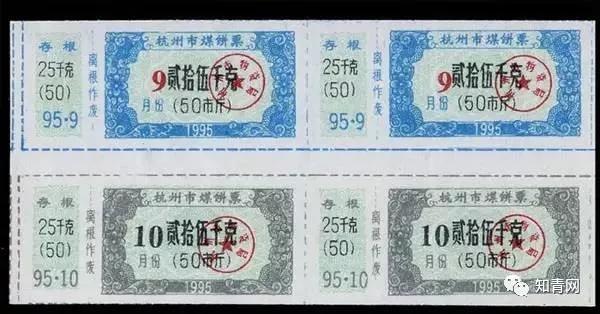 存根
25千克
(50)
95·9
离根作废
杭州市煤饼票
9贰拾伍千克
月份 (50市斤)
1995
存根
25千克
(50)
95·9
离根作废
杭州市煤饼票
9贰拾伍千克
月份 (50市斤)
1995
存根
25千克
(50)
95·10
离根作废
杭州市煤饼票
10贰拾伍千克
月份 (50市斤)
1995
存根
25千克
(50)
95·10
离根作废
杭州市煤饼票
10贰拾伍千克
月份 (50市斤)
1995
知青网